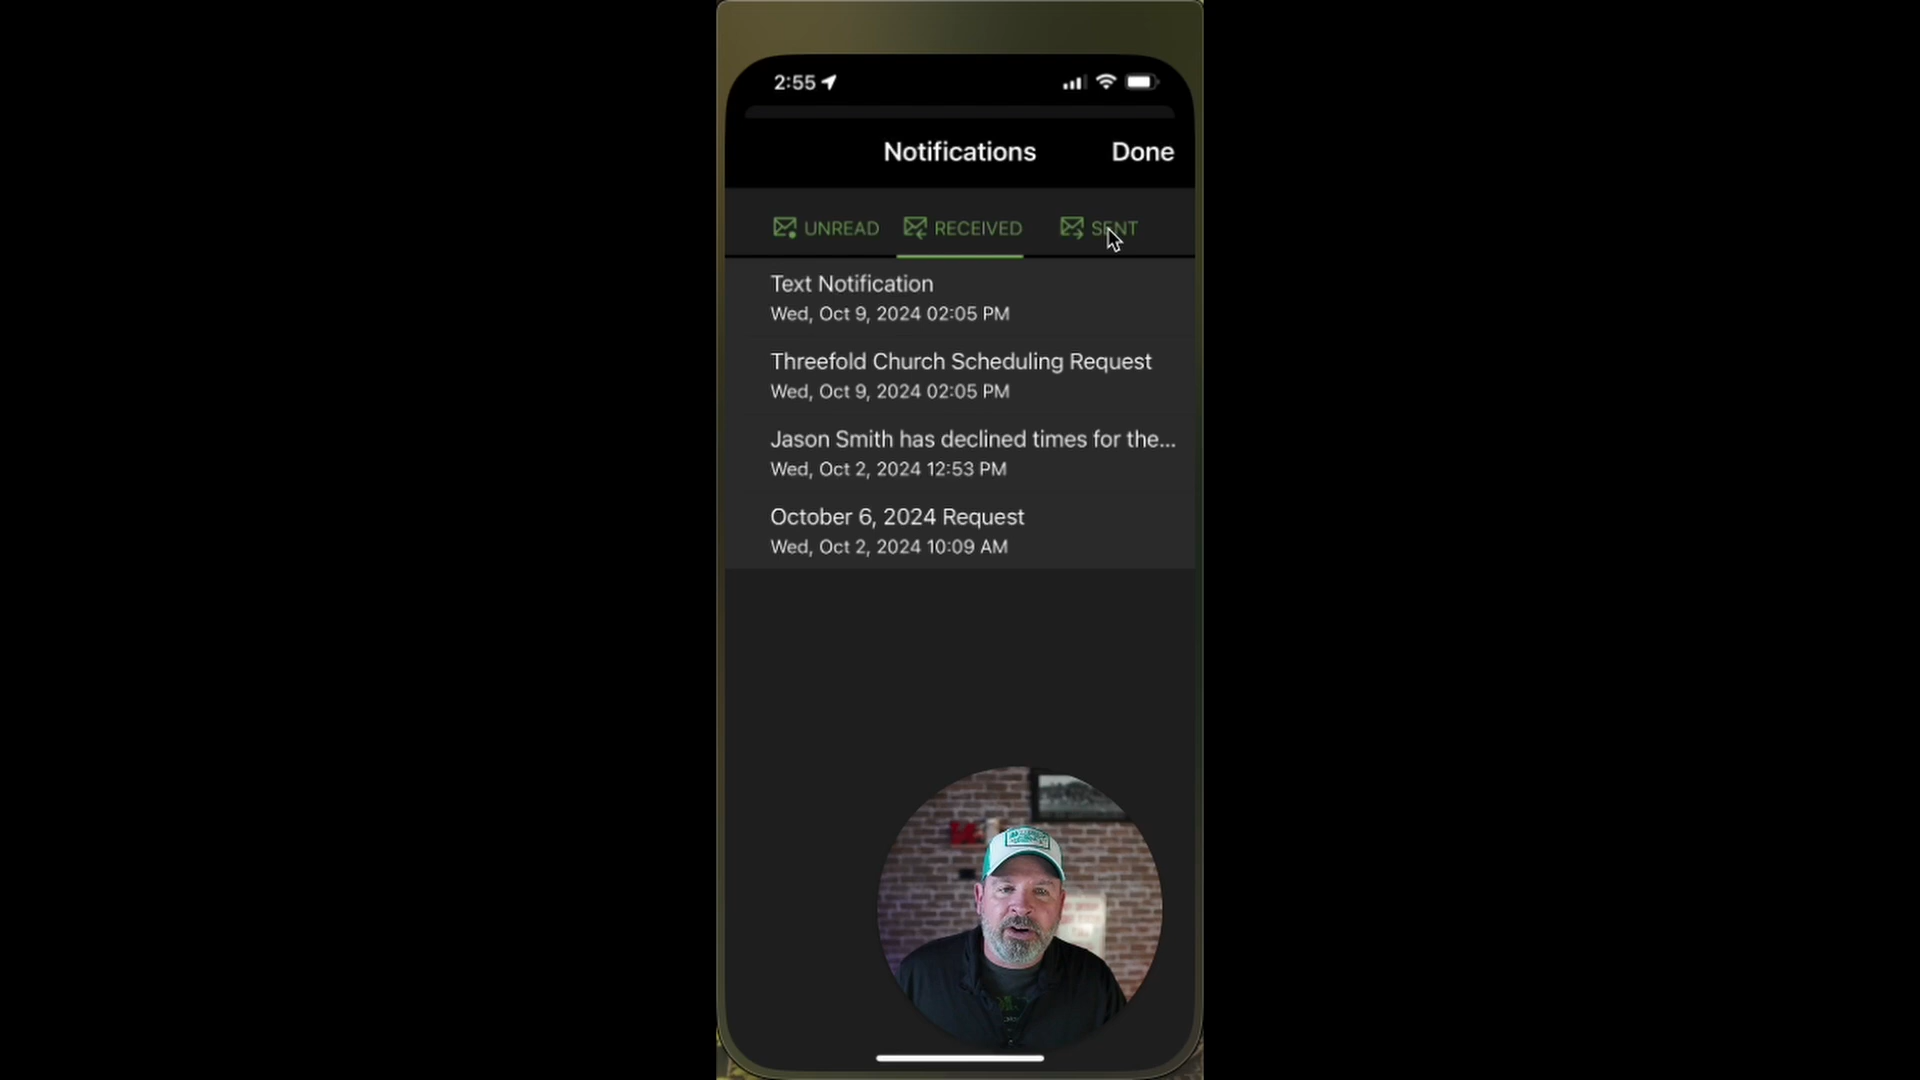 2:55
Notifications
Done
UNREAD
RECEIVED
SENT
Text Notification
Wed, Oct 9, 2024 02:05 PM
Threefold Church Scheduling Request
Wed, Oct 9, 2024 02:05 PM
Jason Smith has declined times for the...
Wed, Oct 2, 2024 12:53 PM
October 6, 2024 Request
Wed, Oct 2, 2024 10:09 AM